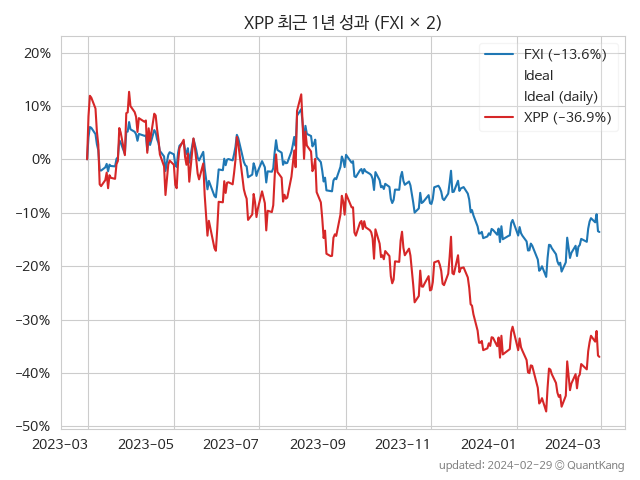 XPP 최근 1년 성과 (FXI × 2)
20%
10%
0%
−10%
−20%
−30%
−40%
−50%
FXI (−13.6%)
Ideal
Ideal (daily)
XPP (−36.9%)
2023−03
2023−05
2023−07
2023−09
2023−11
2024−01
2024−03
updated: 2024−02−29 © QuantKang